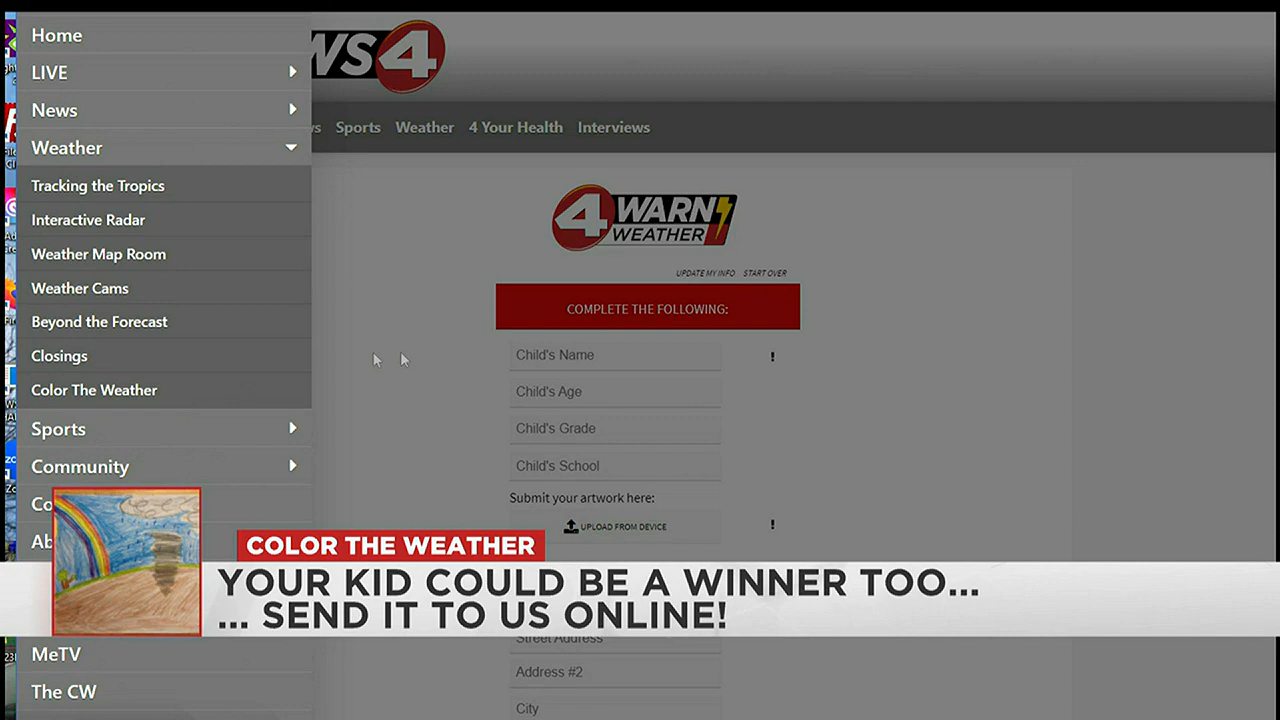 Home
LIVE
News
Weather
Tracking the Tropics
Interactive Radar
Weather Map Room
Weather Cams
Beyond the Forecast
Closings
Color The Weather
Sports
Community
Co
Ab
MeTV
The CW
WS4
s Sports Weather 4 Your Health Interviews
4 WARN
WEATHER
UPDATE MY INFO START OVER
COMPLETE THE FOLLOWING:
Child's Name !
Child's Age
Child's Grade
Child's School
Submit your artwork here:
UPLOAD FROM DEVICE !
COLOR THE WEATHER
YOUR KID COULD BE A WINNER TOO...
... SEND IT TO US ONLINE!
Street Address
Address #2
City